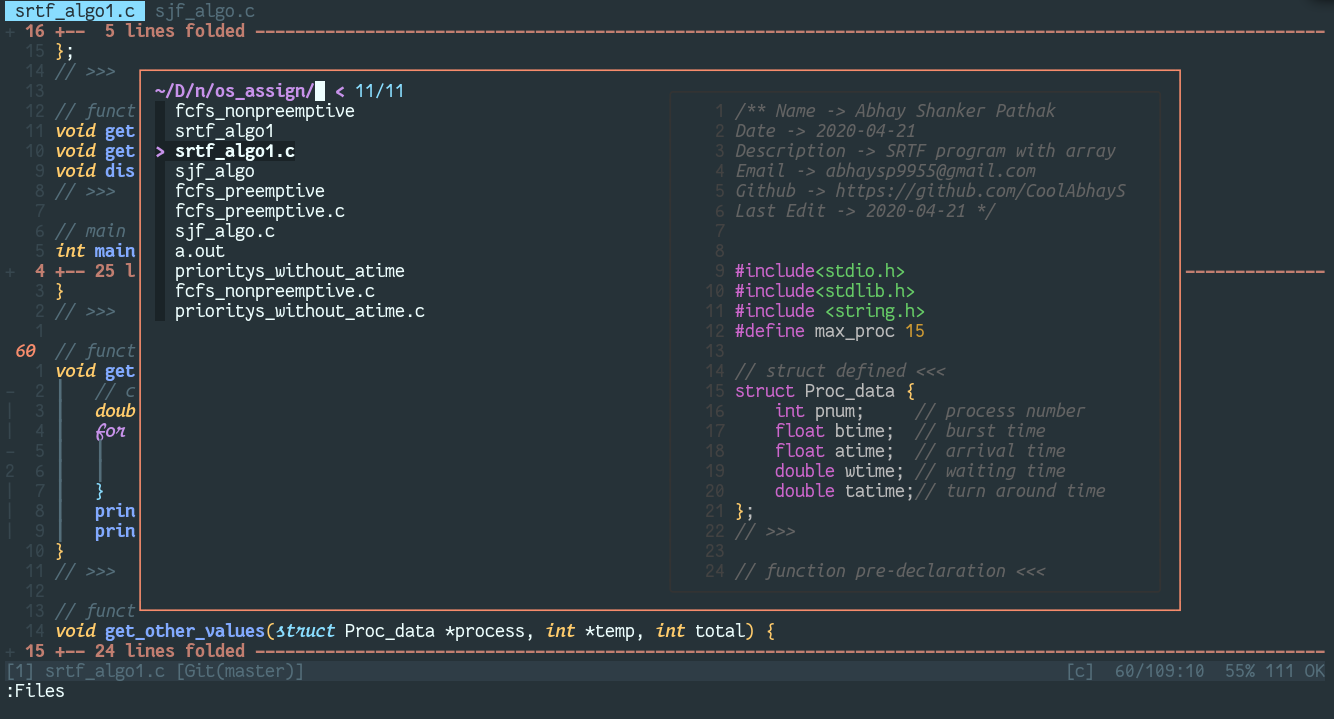 srtf_algo1.c  sjf_algo.c
+ 16 +--  5 lines folded ----------------------------------------------------------------------------------------------------
15 };
14 // >>>
13
12 // funct
11 void get
10 void get
9 void dis
8 // >>>
7
6 // main
5 int main
+ 4 +-- 25 l
3 }
2 // >>>
1
60 // funct
1 void get
- 2 // c
| 3 doub
| 4 for
- 5
2 6
| 7 }
| 8 prin
| 9 prin
10 }
11 // >>>
12
13 // funct
~/D/n/os_assign/ < 11/11
fcfs_nonpreemptive
srtf_algo1
> srtf_algo1.c
sjf_algo
fcfs_preemptive
fcfs_preemptive.c
sjf_algo.c
a.out
prioritys_without_atime
fcfs_nonpreemptive.c
prioritys_without_atime.c
1 /** Name -> Abhay Shanker Pathak
2 Date -> 2020-04-21
3 Description -> SRTF program with array
4 Email -> abhaysp9955@gmail.com
5 Github -> https://github.com/CoolAbhayS
6 Last Edit -> 2020-04-21 */
7
8
9 #include<stdio.h>
10 #include<stdlib.h>
11 #include <string.h>
12 #define max_proc 15
13
14 // struct defined <<<
15 struct Proc_data {
16 int pnum;     // process number
17 float btime;  // burst time
18 float atime;  // arrival time
19 double wtime; // waiting time
20 double tatime;// turn around time
21 };
22 // >>>
23
24 // function pre-declaration <<<
14 void get_other_values(struct Proc_data *process, int *temp, int total) {
+ 15 +-- 24 lines folded ----------------------------------------------------------------------------------------------------
[1] srtf_algo1.c [Git(master)] [c]  60/109:10  55% 111 OK
:Files